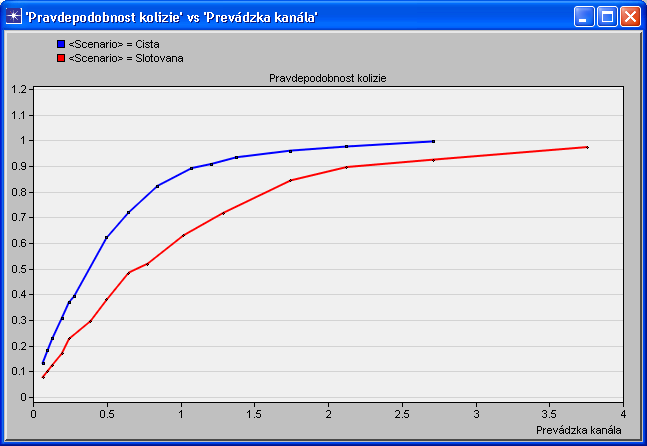 'Pravdepodobnost kolizie' vs 'Prevádzka kanála'
<Scenario> = Cista
<Scenario> = Slotovana
Pravdepodobnost kolizie
1.2
1.1
1
0.9
0.8
0.7
0.6
0.5
0.4
0.3
0.2
0.1
0
0 0.5 1 1.5 2 2.5 3 3.5 4
Prevádzka kanála